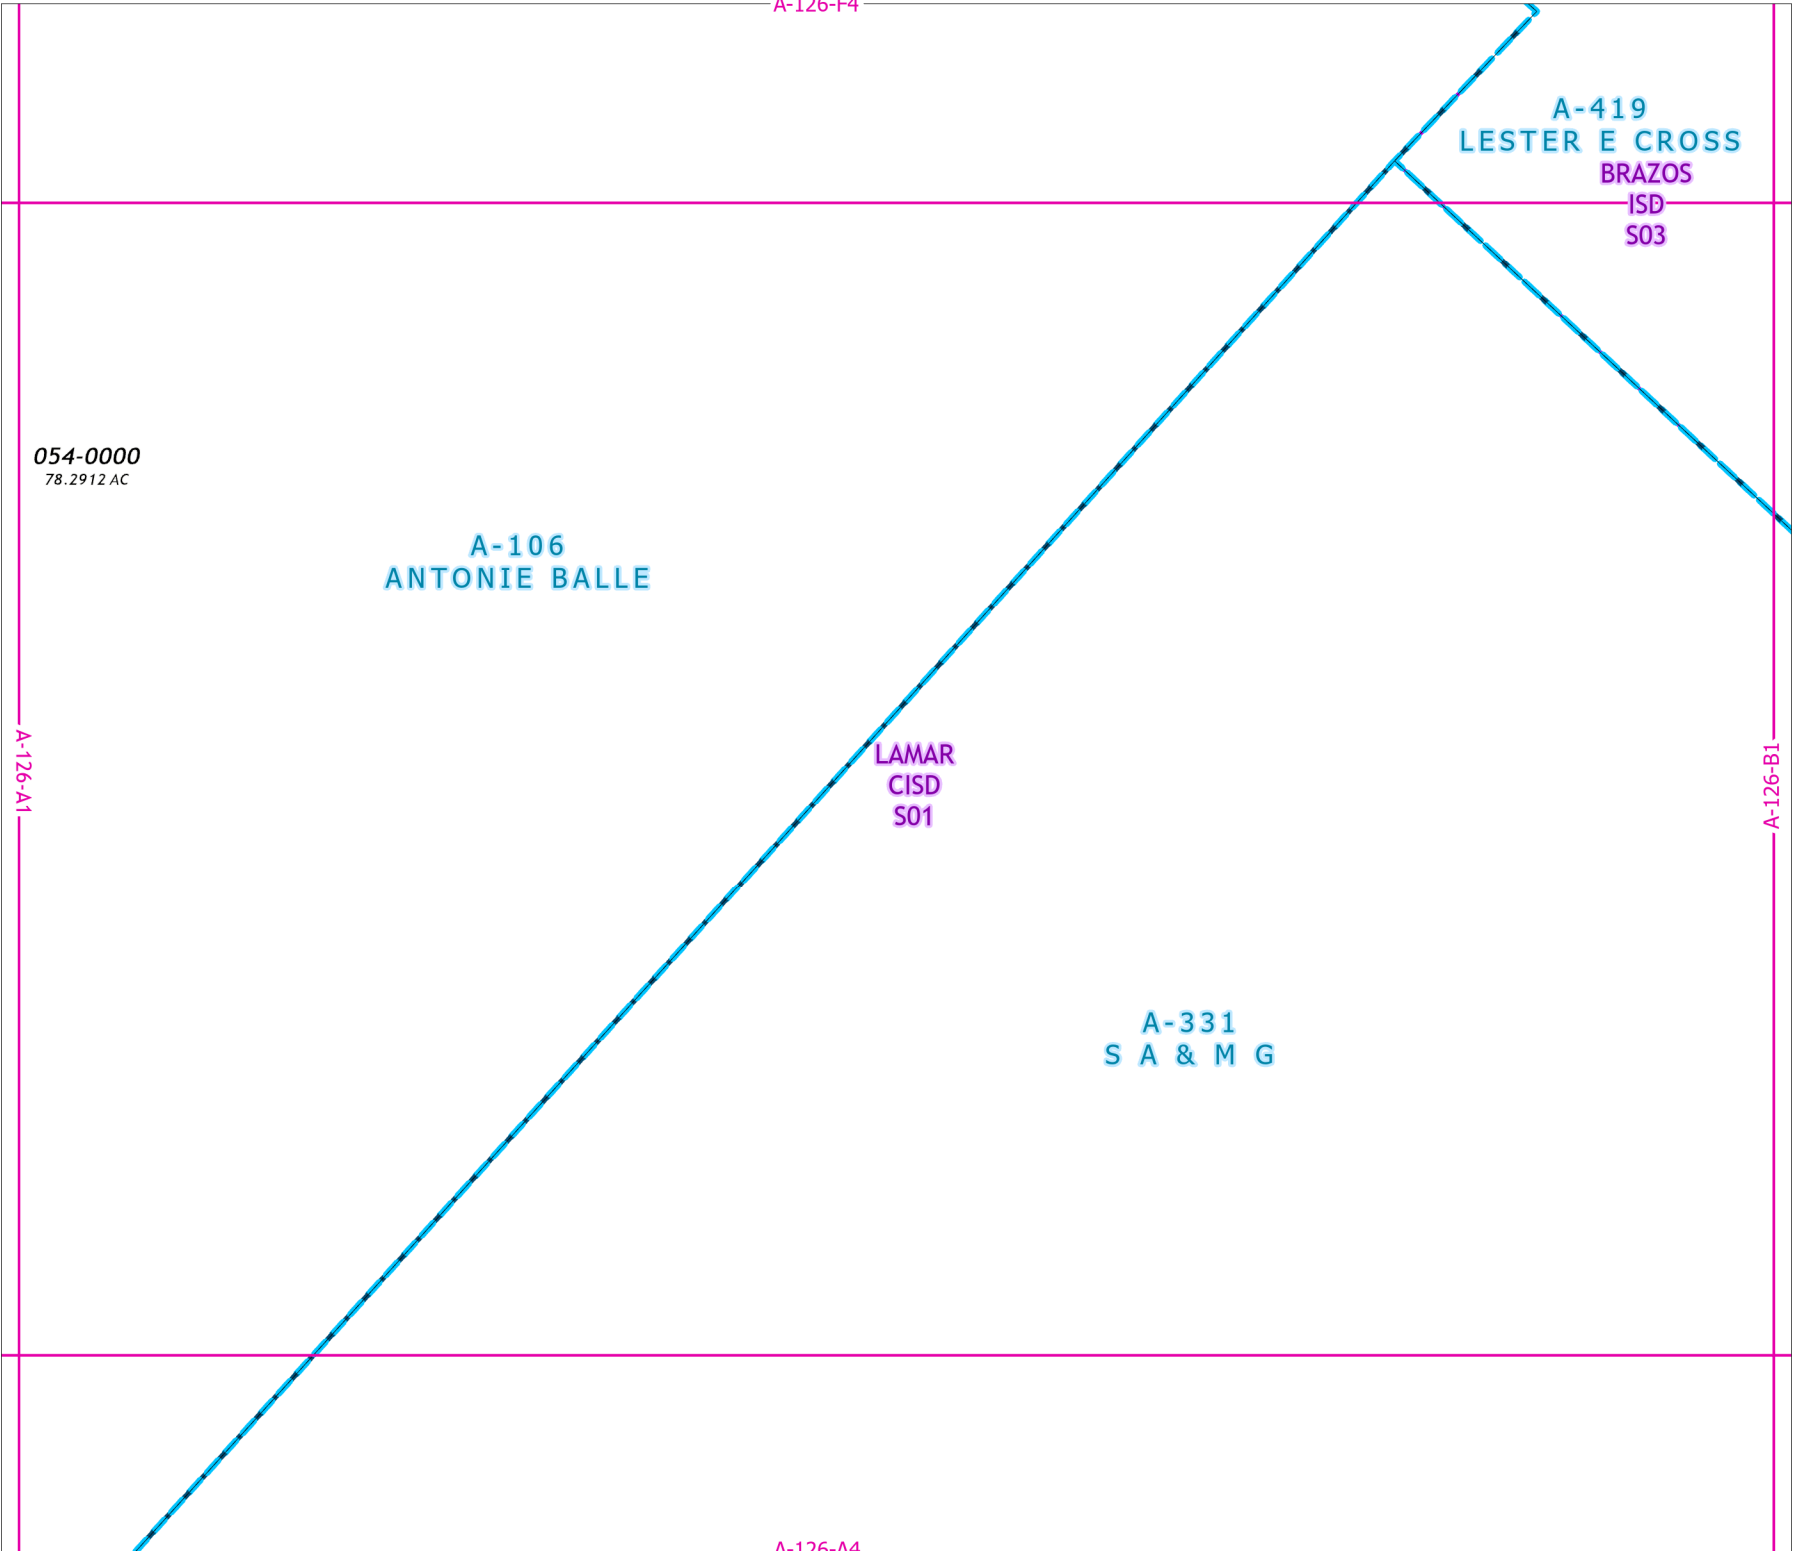 A-126-F4
A-419
LESTER E CROSS
BRAZOS
ISD
S03
054-0000
78.2912 AC
A-106
ANTONIE BALLE
A-126-A1
LAMAR
CISD
S01
A-126-B1
A-331
S A & M G
A-126-A4